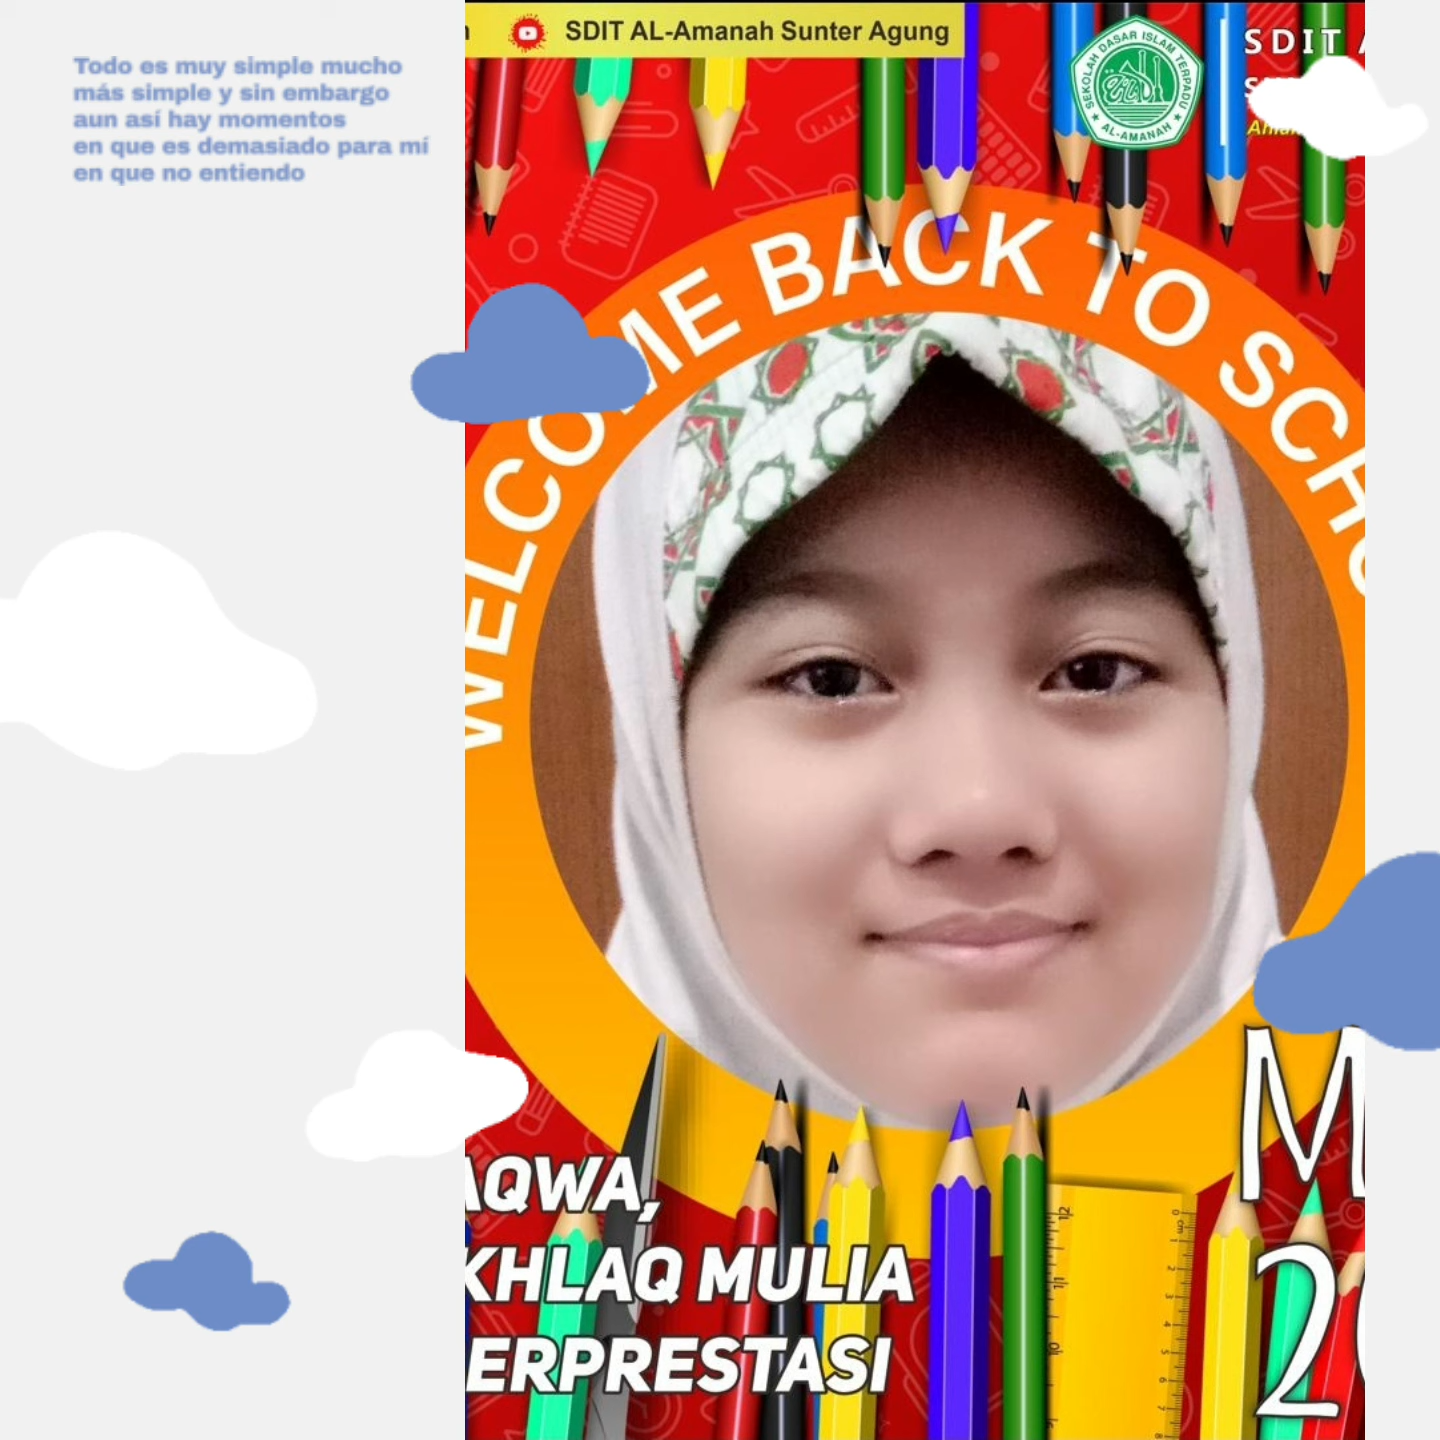 Todo es muy simple mucho
más simple y sin embargo
aun así hay momentos
en que es demasiado para mí
en que no entiendo
SDIT AL-Amanah Sunter Agung
SEKOLAH DASAR ISLAM TERPADU
AL-AMANAH
SDIT
WELCOME BACK TO
AQWA,
KHLAQ MULIA
ERPRESTASI